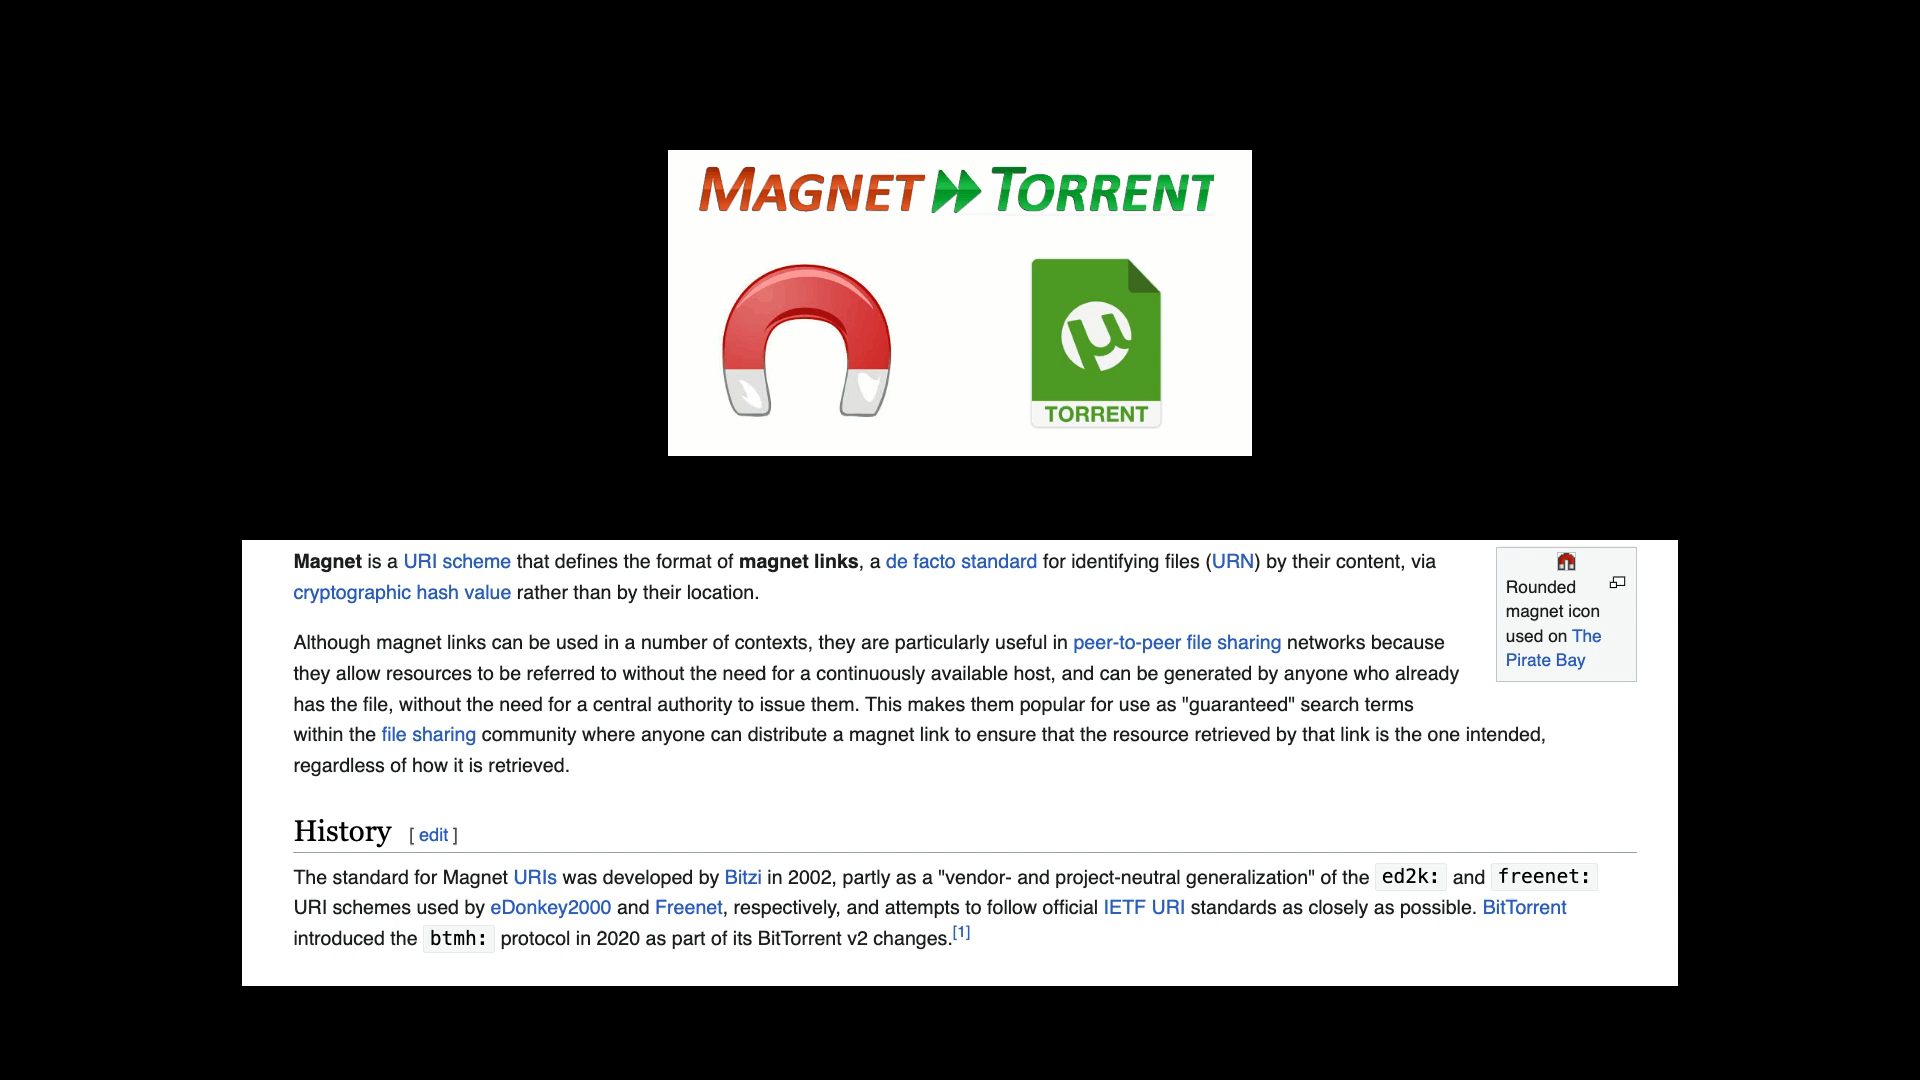 MAGNET TORRENT
µ
TORRENT
Magnet is a URI scheme that defines the format of magnet links, a de facto standard for identifying files (URN) by their content, via
cryptographic hash value rather than by their location.
Rounded
magnet icon
used on The
Pirate Bay
Although magnet links can be used in a number of contexts, they are particularly useful in peer-to-peer file sharing networks because
they allow resources to be referred to without the need for a continuously available host, and can be generated by anyone who already
has the file, without the need for a central authority to issue them. This makes them popular for use as "guaranteed" search terms
within the file sharing community where anyone can distribute a magnet link to ensure that the resource retrieved by that link is the one intended,
regardless of how it is retrieved.
History [ edit ]
The standard for Magnet URIs was developed by Bitzi in 2002, partly as a "vendor- and project-neutral generalization" of the ed2k: and freenet:
URI schemes used by eDonkey2000 and Freenet, respectively, and attempts to follow official IETF URI standards as closely as possible. BitTorrent
introduced the btmh: protocol in 2020 as part of its BitTorrent v2 changes.[1]